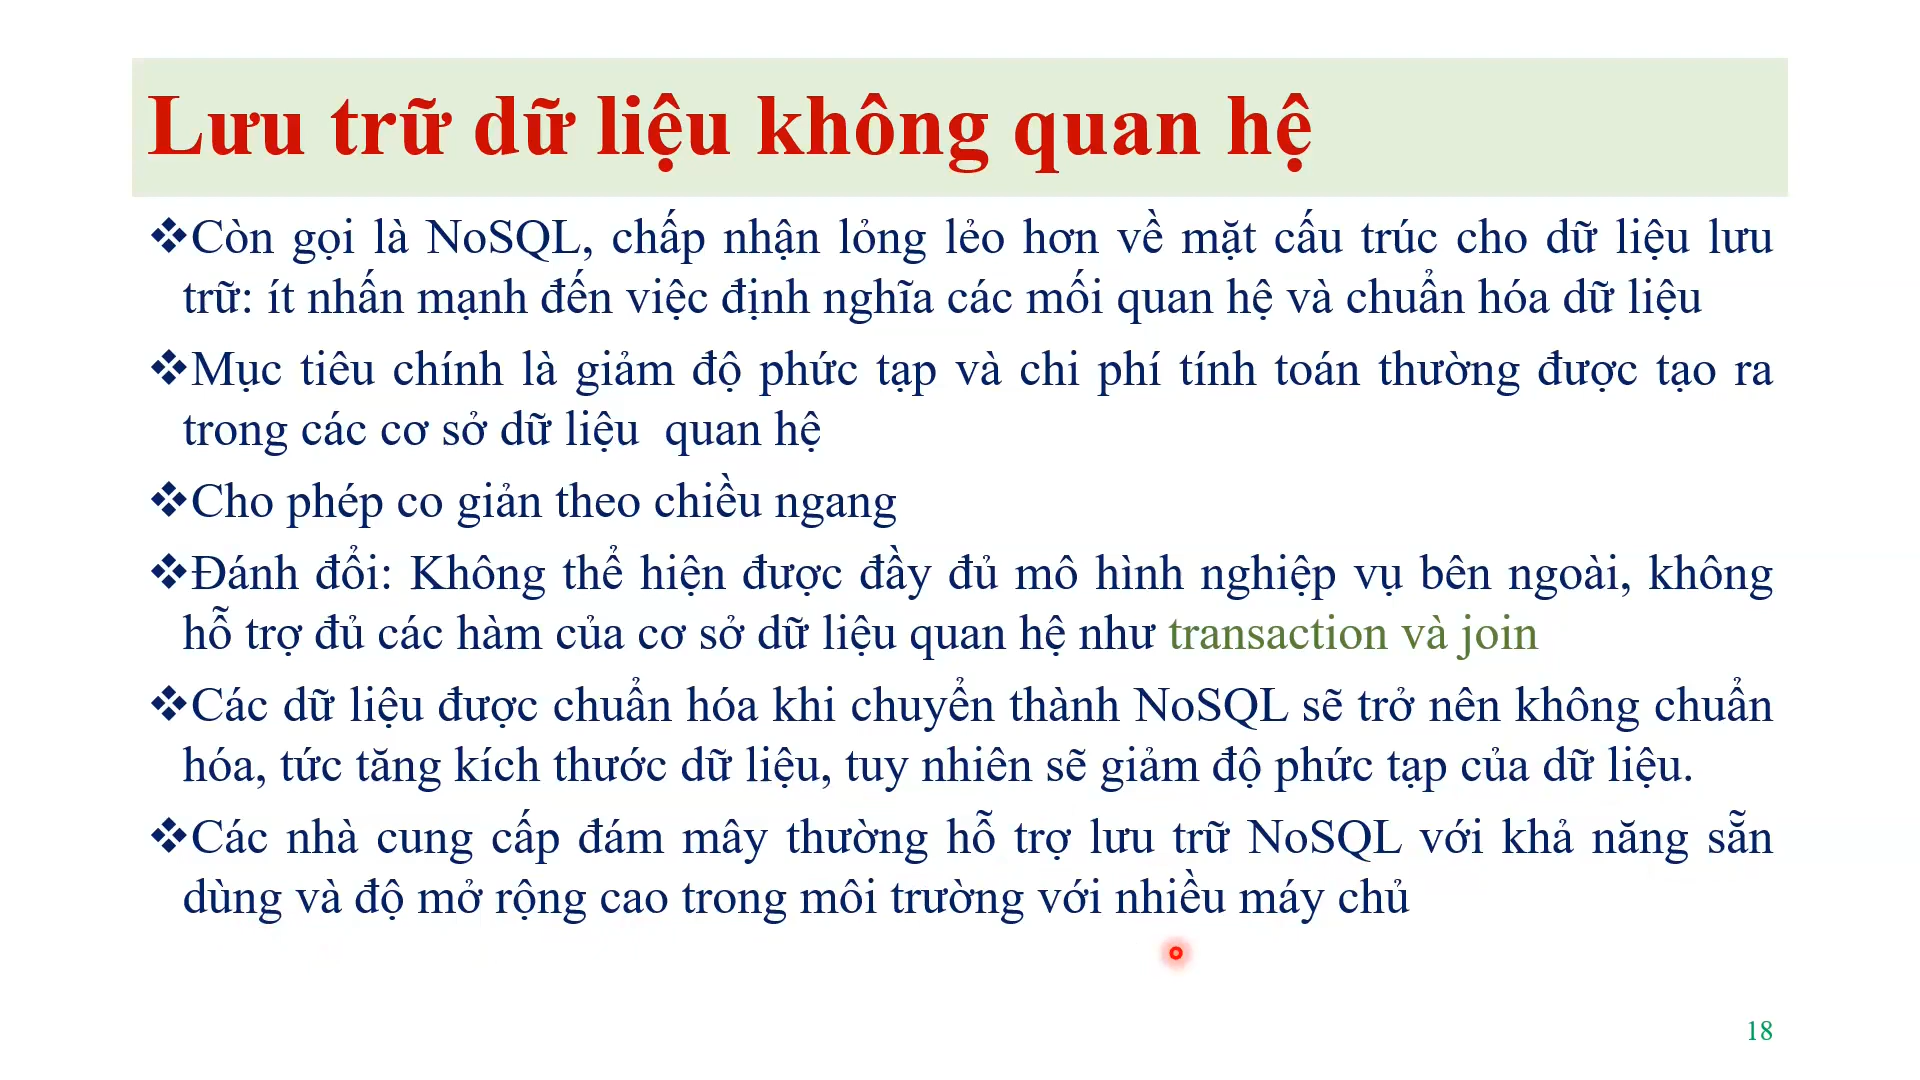 Lưu trữ dữ liệu không quan hệ
❖Còn gọi là NoSQL, chấp nhận lỏng lẻo hơn về mặt cấu trúc cho dữ liệu lưu
trữ: ít nhấn mạnh đến việc định nghĩa các mối quan hệ và chuẩn hóa dữ liệu
❖Mục tiêu chính là giảm độ phức tạp và chi phí tính toán thường được tạo ra
trong các cơ sở dữ liệu  quan hệ
❖Cho phép co giản theo chiều ngang
❖Đánh đổi: Không thể hiện được đầy đủ mô hình nghiệp vụ bên ngoài, không
hỗ trợ đủ các hàm của cơ sở dữ liệu quan hệ như transaction và join
❖Các dữ liệu được chuẩn hóa khi chuyển thành NoSQL sẽ trở nên không chuẩn
hóa, tức tăng kích thước dữ liệu, tuy nhiên sẽ giảm độ phức tạp của dữ liệu.
❖Các nhà cung cấp đám mây thường hỗ trợ lưu trữ NoSQL với khả năng sẵn
dùng và độ mở rộng cao trong môi trường với nhiều máy chủ
18